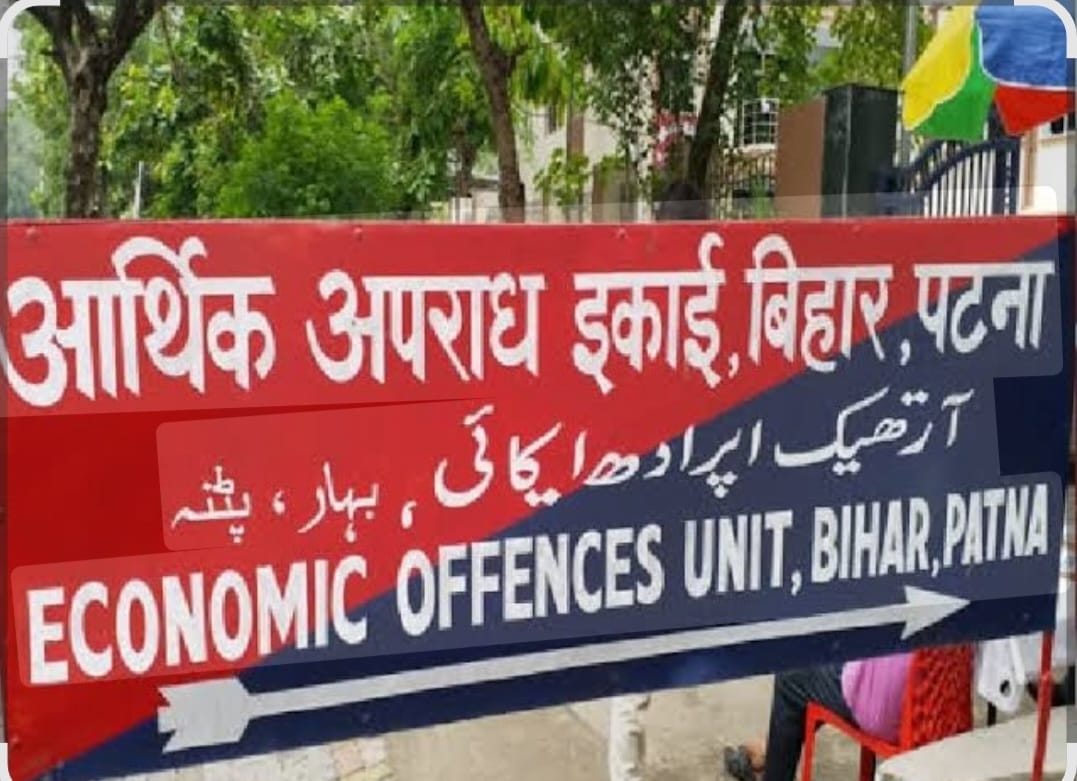 आर्थिक अपराध इकाई, बिहार, पटना
آرتھیک اپرادھ ایکائی، بہار، پٹنہ
ECONOMIC OFFENCES UNIT, BIHAR, PATNA